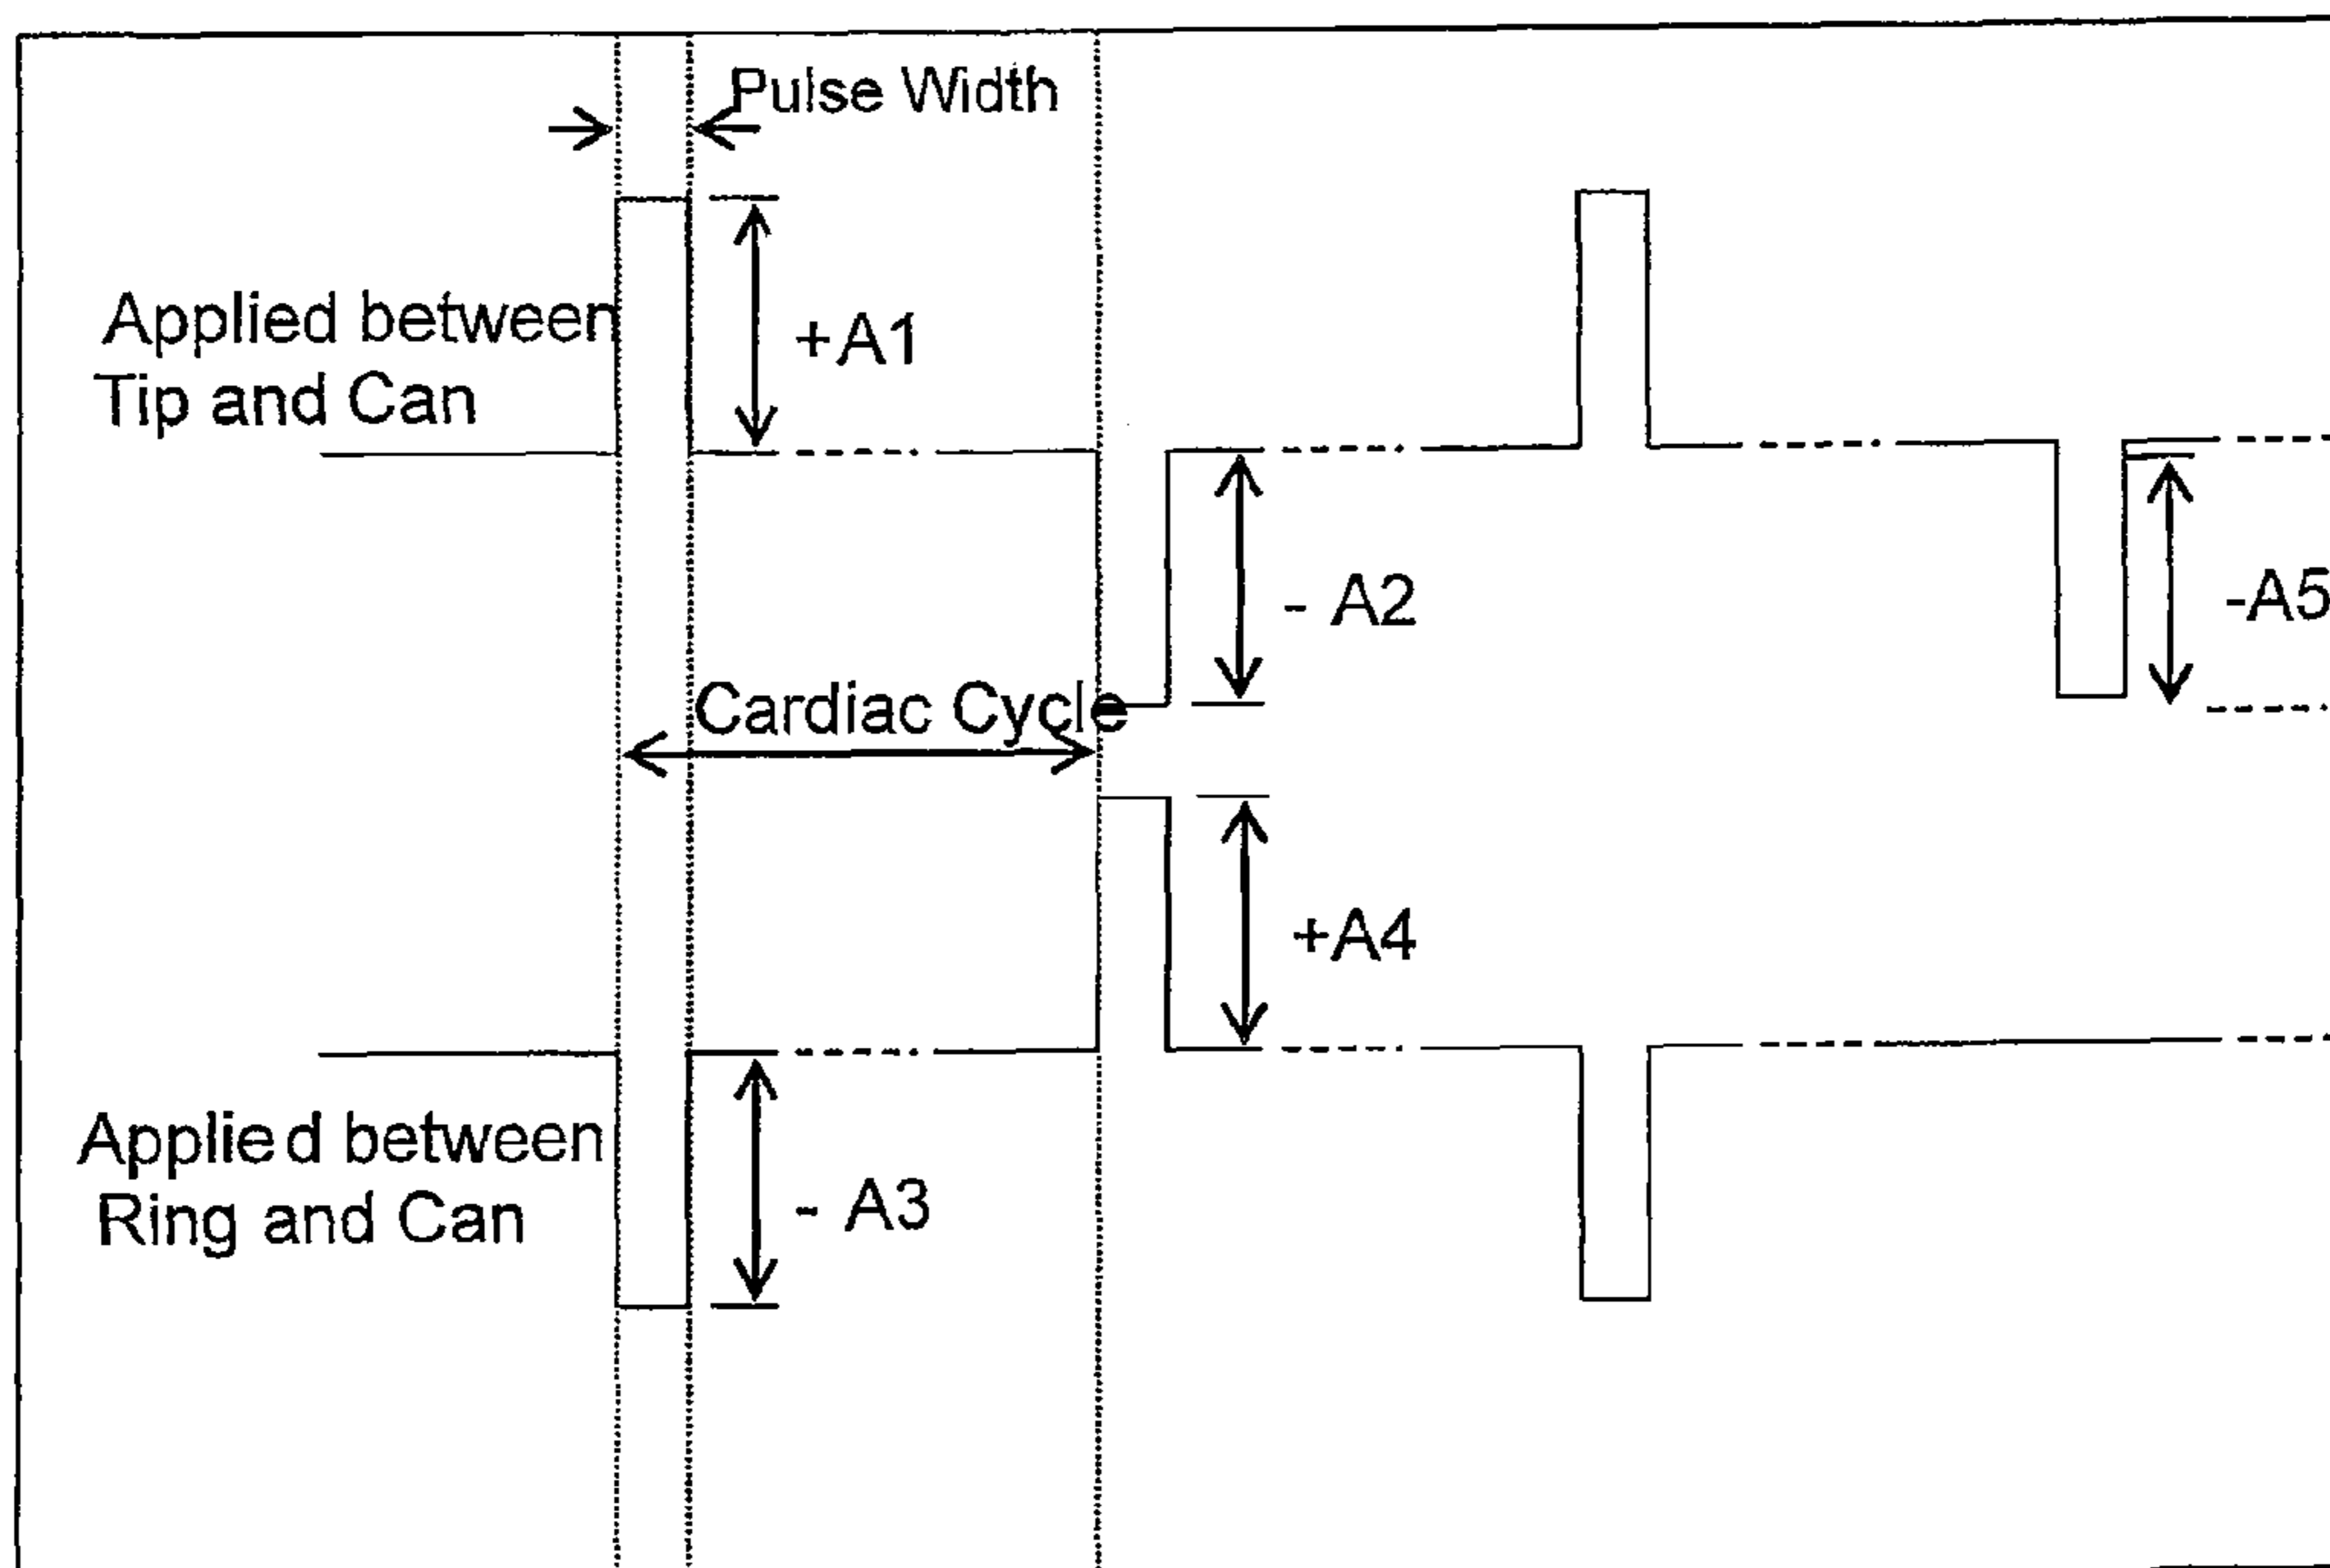 Pulse Width
Applied between
Tip and Can
+A1
- A2
-A5
Cardiac Cycle
+A4
Applied between
Ring and Can
- A3